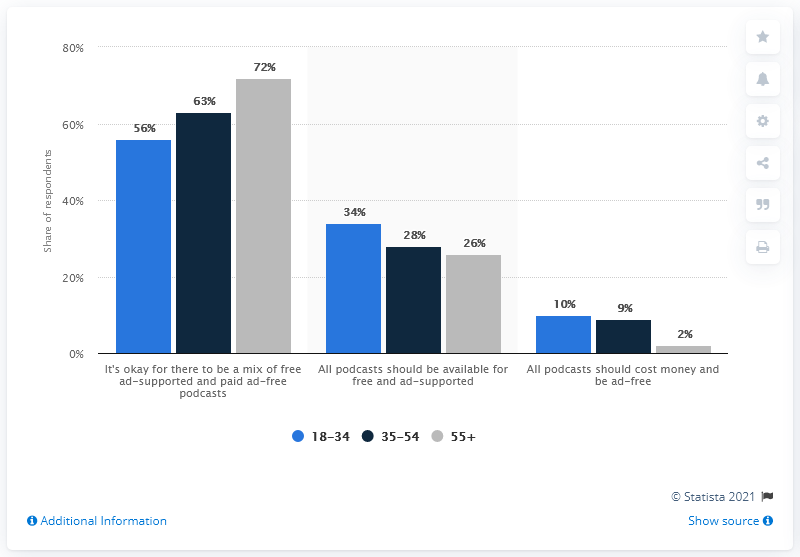 80%
60%
40%
20%
0%
Share of respondents
56%
63%
72%
34%
28%
26%
10%
9%
2%
It's okay for there to be a mix of free
ad-supported and paid ad-free
podcasts
All podcasts should be available for
free and ad-supported
All podcasts should cost money and
be ad-free
18-34
35-54
55+
© Statista 2021
Additional Information
Show source